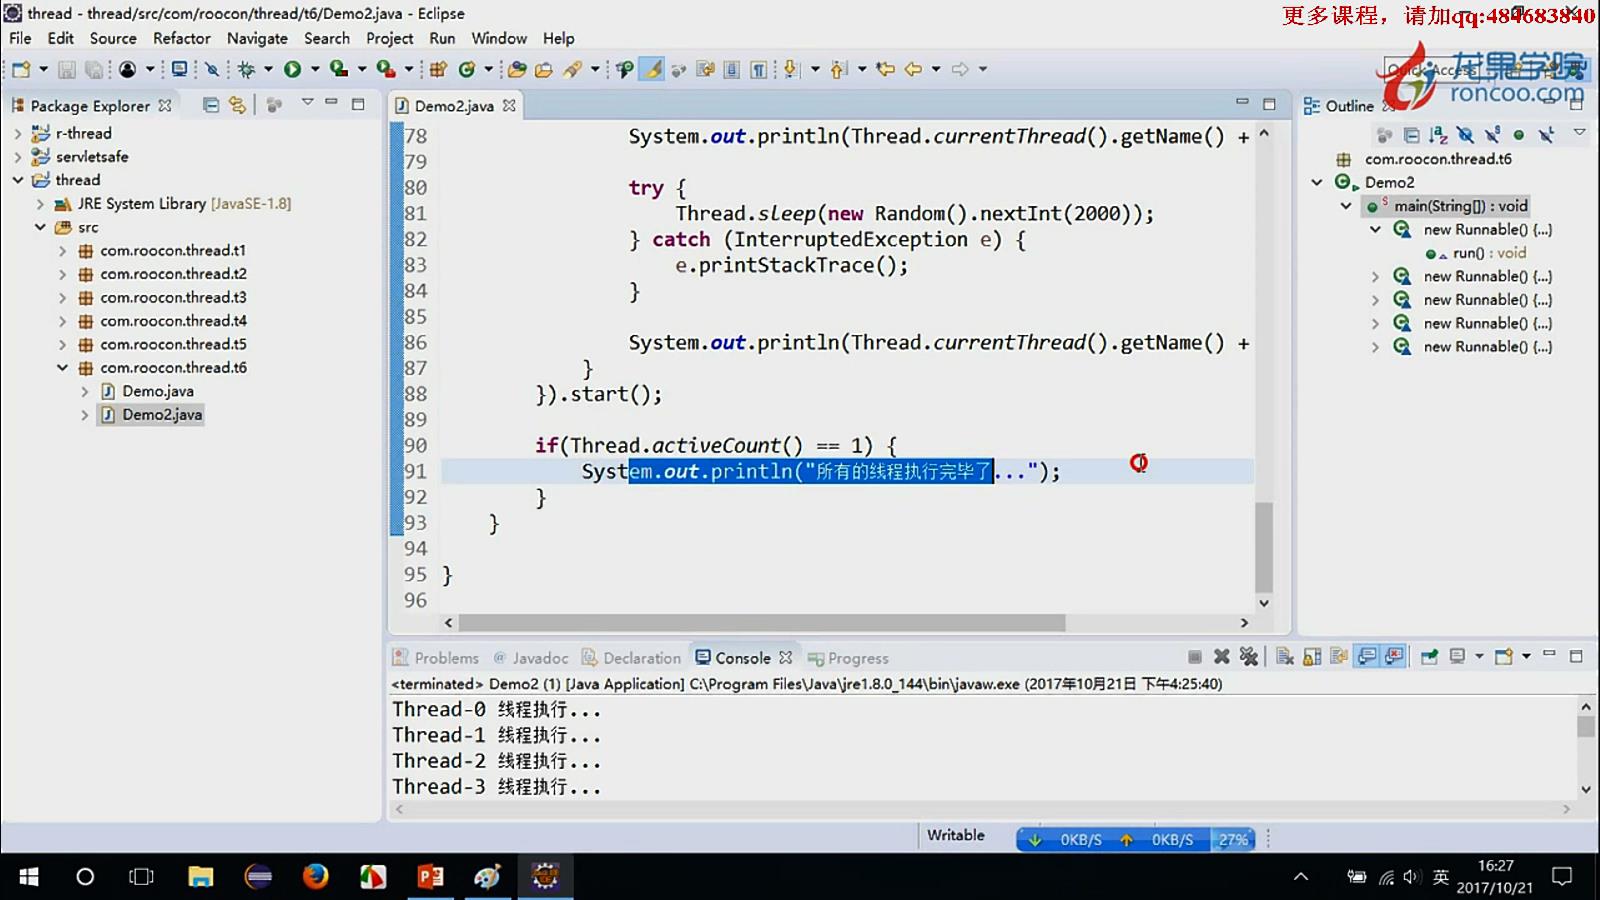 thread - thread/src/com/roocon/thread/t6/Demo2.java - Eclipse
更多课程，请加qq:484683840
File Edit Source Refactor Navigate Search Project Run Window Help
Quick Access
龙果学院
roncoo.com
Package Explorer
Demo2.java
Outline
r-thread
servletsafe
thread
JRE System Library [JavaSE-1.8]
src
com.roocon.thread.t1
com.roocon.thread.t2
com.roocon.thread.t3
com.roocon.thread.t4
com.roocon.thread.t5
com.roocon.thread.t6
Demo.java
Demo2.java
78 System.out.println(Thread.currentThread().getName() +
79
80 try {
81 Thread.sleep(new Random().nextInt(2000));
82 } catch (InterruptedException e) {
83 e.printStackTrace();
84 }
85
86 System.out.println(Thread.currentThread().getName() +
87 }
88 }).start();
89
90 if(Thread.activeCount() == 1) {
91 System.out.println("所有的线程执行完毕了...");
92 }
93 }
94
95 }
96
com.roocon.thread.t6
Demo2
main(String[]) : void
new Runnable() {...}
run() : void
new Runnable() {...}
new Runnable() {...}
new Runnable() {...}
new Runnable() {...}
Problems @ Javadoc Declaration Console Progress
<terminated> Demo2 (1) [Java Application] C:\Program Files\Java\jre1.8.0_144\bin\javaw.exe (2017年10月21日 下午4:25:40)
Thread-0 线程执行...
Thread-1 线程执行...
Thread-2 线程执行...
Thread-3 线程执行...
Writable
0KB/S 0KB/S 27%
英
16:27
2017/10/21